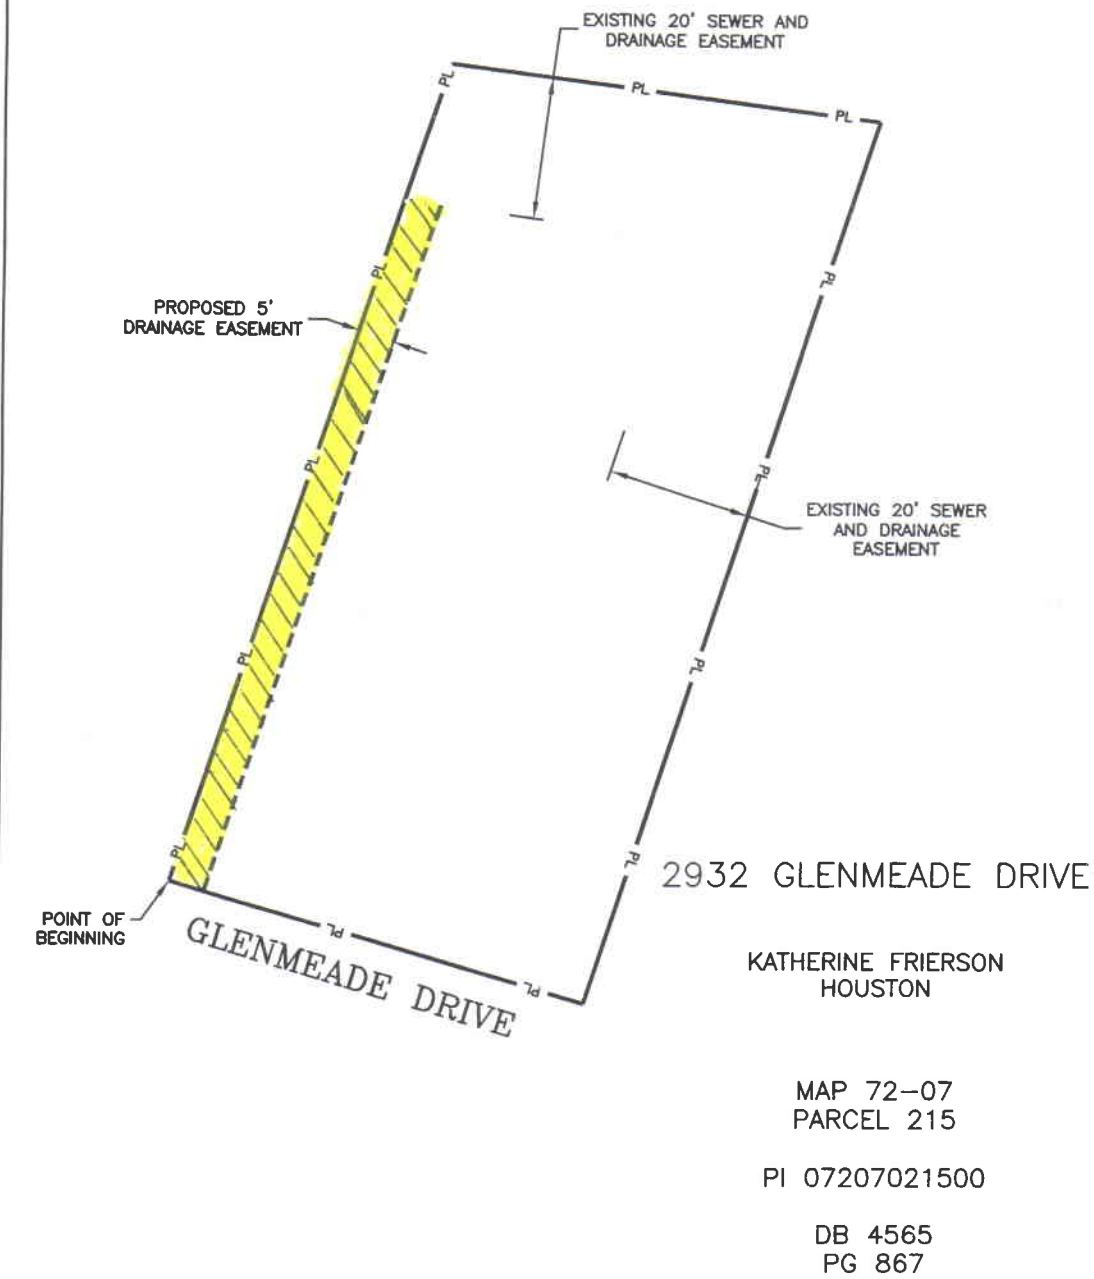 EXISTING 20' SEWER AND
DRAINAGE EASEMENT
PL
PL
PL
PL
PL
PROPOSED 5'
DRAINAGE EASEMENT
PL
PL
EXISTING 20' SEWER
AND DRAINAGE
EASEMENT
PL
PL
PL
PL
2932 GLENMEADE DRIVE
POINT OF
BEGINNING
PL
PL
GLENMEADE DRIVE
KATHERINE FRIERSON
HOUSTON
MAP 72-07
PARCEL 215
PI 07207021500
DB 4565
PG 867